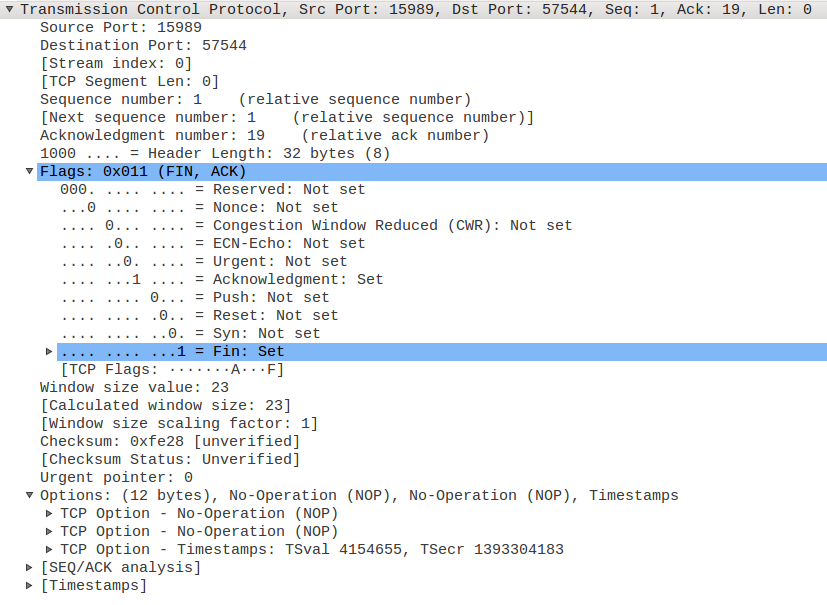 Transmission Control Protocol, Src Port: 15989, Dst Port: 57544, Seq: 1, Ack: 19, Len: 0
Source Port: 15989
Destination Port: 57544
[Stream index: 0]
[TCP Segment Len: 0]
Sequence number: 1    (relative sequence number)
[Next sequence number: 1    (relative sequence number)]
Acknowledgment number: 19    (relative ack number)
1000 .... = Header Length: 32 bytes (8)
Flags: 0x011 (FIN, ACK)
000. .... .... = Reserved: Not set
...0 .... .... = Nonce: Not set
.... 0... .... = Congestion Window Reduced (CWR): Not set
.... .0.. .... = ECN-Echo: Not set
.... ..0. .... = Urgent: Not set
.... ...1 .... = Acknowledgment: Set
.... .... 0... = Push: Not set
.... .... .0.. = Reset: Not set
.... .... ..0. = Syn: Not set
.... .... ...1 = Fin: Set
[TCP Flags: ·······A···F]
Window size value: 23
[Calculated window size: 23]
[Window size scaling factor: 1]
Checksum: 0xfe28 [unverified]
[Checksum Status: Unverified]
Urgent pointer: 0
Options: (12 bytes), No-Operation (NOP), No-Operation (NOP), Timestamps
TCP Option - No-Operation (NOP)
TCP Option - No-Operation (NOP)
TCP Option - Timestamps: TSval 4154655, TSecr 1393304183
[SEQ/ACK analysis]
[Timestamps]